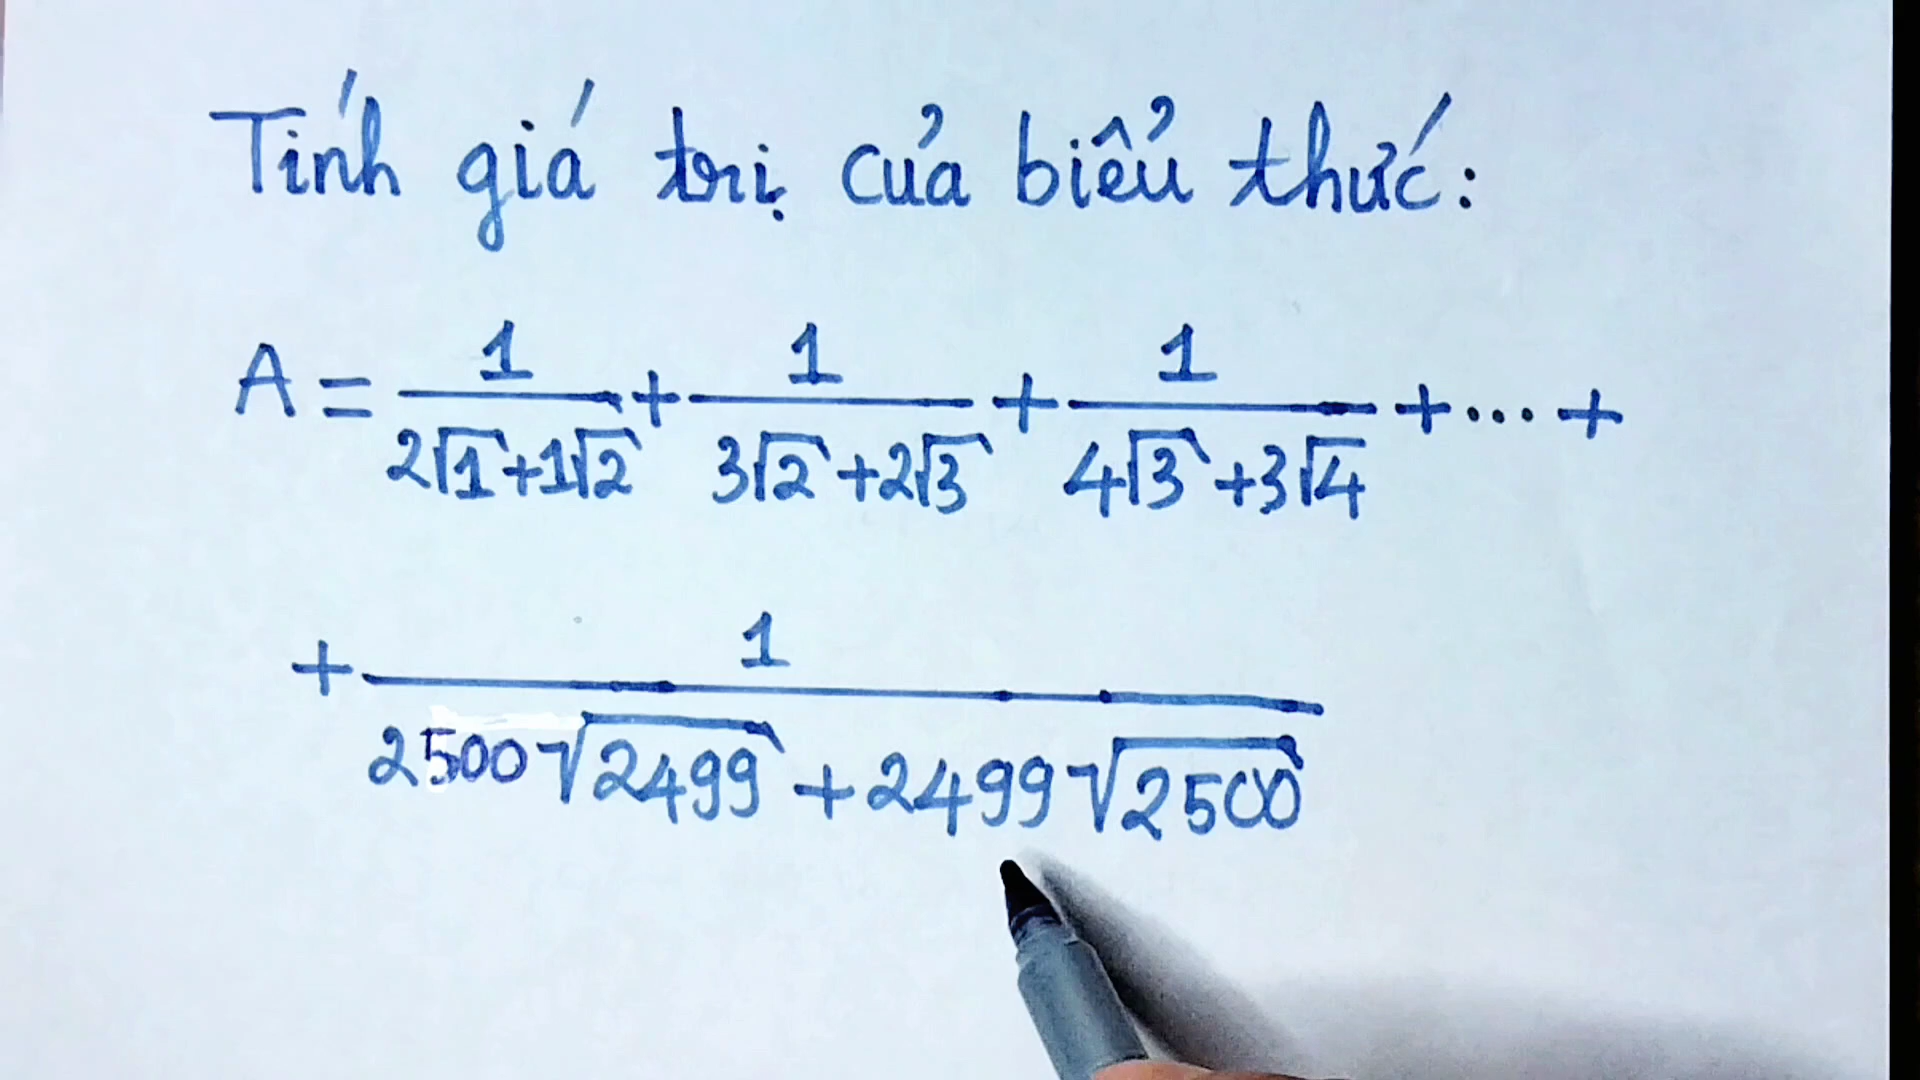 Tính giá trị của biểu thức:
A = 1/(2√1+1√2) + 1/(3√2+2√3) + 1/(4√3+3√4) + ... +
+ 1/(2500√2499 + 2499√2500)